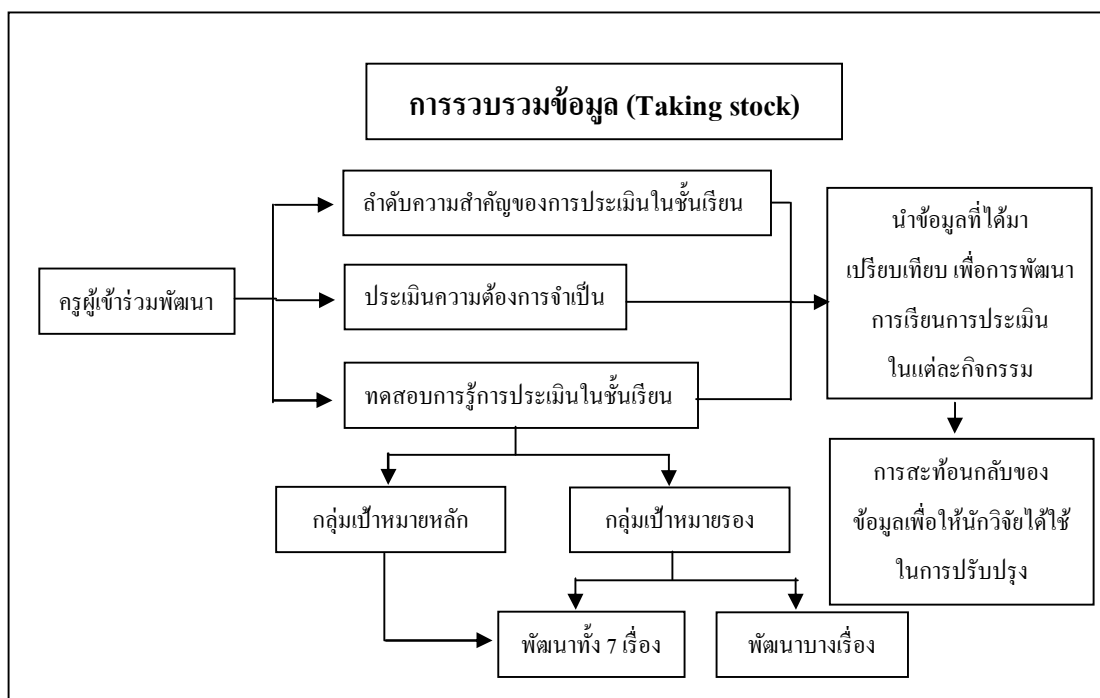 การรวบรวมข้อมูล (Taking stock)
ลำดับความสำคัญของการประเมินในชั้นเรียน
ครูผู้เข้าร่วมพัฒนา
ประเมินความต้องการจำเป็น
ทดสอบการรู้การประเมินในชั้นเรียน
นำข้อมูลที่ได้มา
เปรียบเทียบ เพื่อการพัฒนา
การเรียนการประเมิน
ในแต่ละกิจกรรม
กลุ่มเป้าหมายหลัก
กลุ่มเป้าหมายรอง
การสะท้อนกลับของ
ข้อมูลเพื่อให้นักวิจัยได้ใช้
ในการปรับปรุง
พัฒนาทั้ง 7 เรื่อง
พัฒนาบางเรื่อง